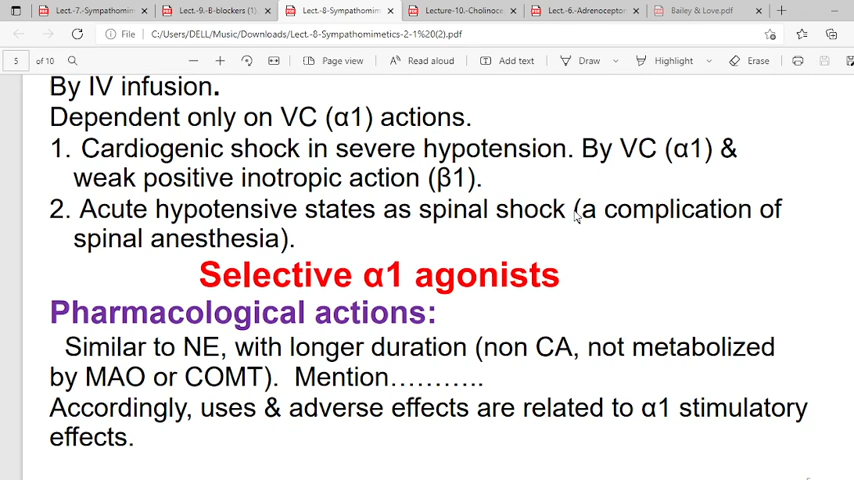 Lect.-7.-Sympathomim
Lect.-9.-B-blockers (1)
Lect.-8-Sympathomimet
Lecture-10.-Cholinoc
Lect.-6.-Adrenoceptor
Bailey & Love.pdf
File
C:/Users/DELL/Music/Downloads/Lect.-8-Sympathomimetics-2-1%20(2).pdf
5 of 10
Page view
Read aloud
Add text
Draw
Highlight
Erase
By IV infusion.
Dependent only on VC (α1) actions.
1. Cardiogenic shock in severe hypotension. By VC (α1) &
weak positive inotropic action (β1).
2. Acute hypotensive states as spinal shock (a complication of
spinal anesthesia).
Selective α1 agonists
Pharmacological actions:
Similar to NE, with longer duration (non CA, not metabolized
by MAO or COMT). Mention………..
Accordingly, uses & adverse effects are related to α1 stimulatory
effects.